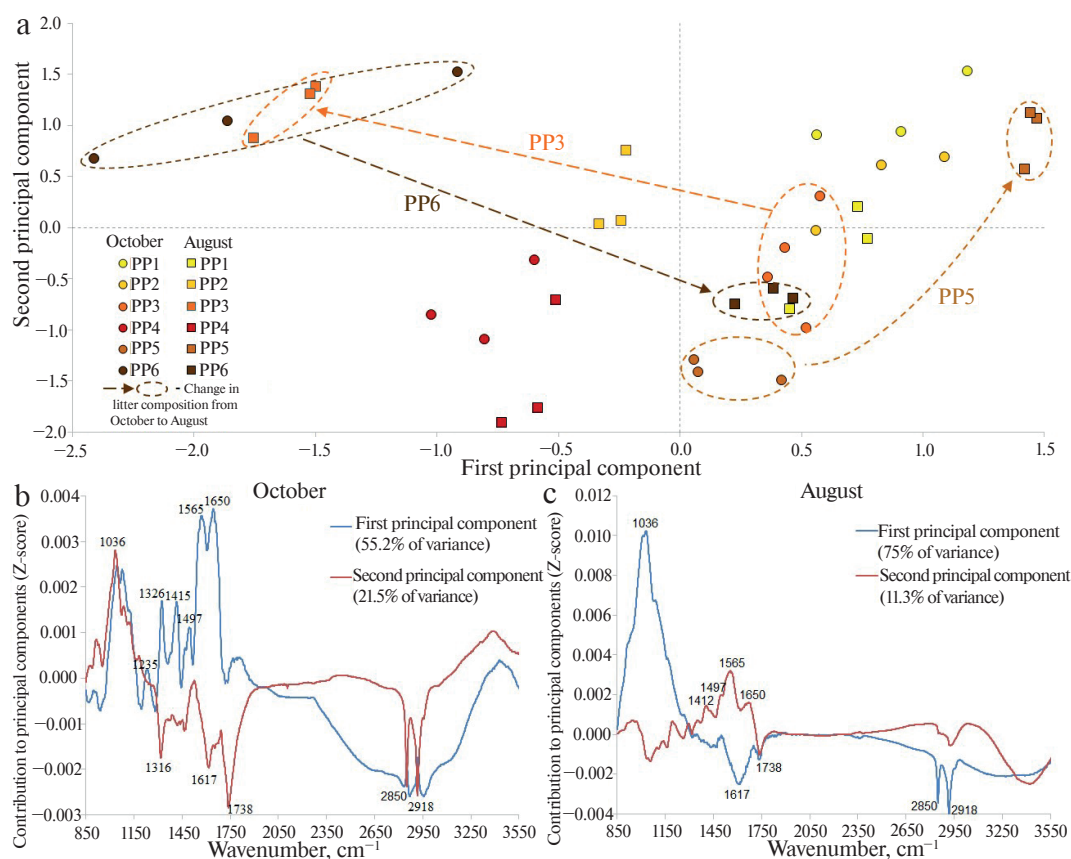 a
2.0
1.5
1.0
0.5
0.0
−0.5
−1.0
−1.5
−2.0
Second principal component
PP3
PP6
PP5
October August
PP1 PP1
PP2 PP2
PP3 PP3
PP4 PP4
PP5 PP5
PP6 PP6
- Change in
litter composition from
October to August
−2.5 −2.0 −1.5 −1.0 −0.5 0.0 0.5 1.0 1.5
First principal component
b
October
Contribution to principal components (Z-score)
0.004
0.003
0.002
0.001
0.000
−0.001
−0.002
−0.003
1036
1235
1326
1415
1497
1565
1650
1316
1617
1738
2850
2918
First principal component
(55.2% of variance)
Second principal component
(21.5% of variance)
850 1150 1450 1750 2050 2350 2650 2950 3250 3550
Wavenumber, cm⁻¹
c
August
Contribution to principal components (Z-score)
0.012
0.010
0.008
0.006
0.004
0.002
0.000
−0.002
−0.004
1036
1412
1497
1565
1650
1617
1738
2850
2918
First principal component
(75% of variance)
Second principal component
(11.3% of variance)
850 1150 1450 1750 2050 2350 2650 2950 3250 3550
Wavenumber, cm⁻¹